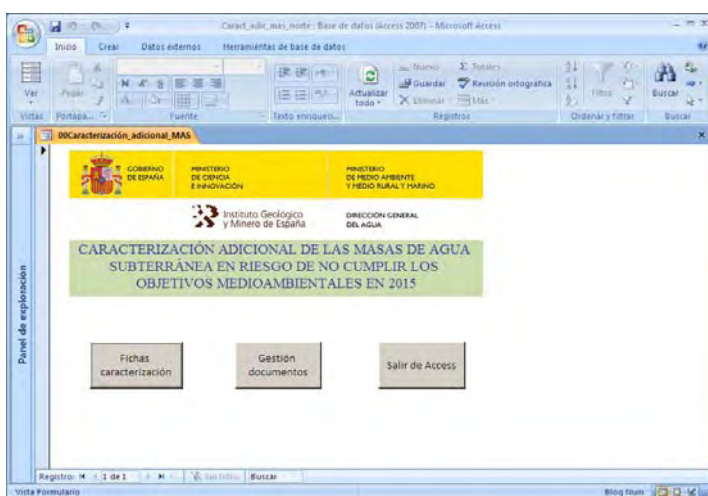 Caract_adic_mas_norte : Base de datos (Access 2007) - Microsoft Access
Inicio Crear Datos externos Herramientas de base de datos
Ver
Pegar
N K S
Actualizar todo
Nuevo
Guardar
Eliminar
Totales
Revisión ortográfica
Más
Filtro
Buscar
Vistas Portapa... Fuente Texto enriquec... Registros Ordenar y filtrar Buscar
00Caracterización_adicional_MAS
GOBIERNO
DE ESPAÑA
MINISTERIO
DE CIENCIA
E INNOVACIÓN
MINISTERIO
DE MEDIO AMBIENTE
Y MEDIO RURAL Y MARINO
Instituto Geológico
y Minero de España
DIRECCIÓN GENERAL
DEL AGUA
CARACTERIZACIÓN ADICIONAL DE LAS MASAS DE AGUA
SUBTERRÁNEA EN RIESGO DE NO CUMPLIR LOS
OBJETIVOS MEDIOAMBIENTALES EN 2015
Panel de exploración
Fichas
caracterización
Gestión
documentos
Salir de Access
Registro: 1 de 1 Sin filtro Buscar
Vista Formulario Bloq Núm